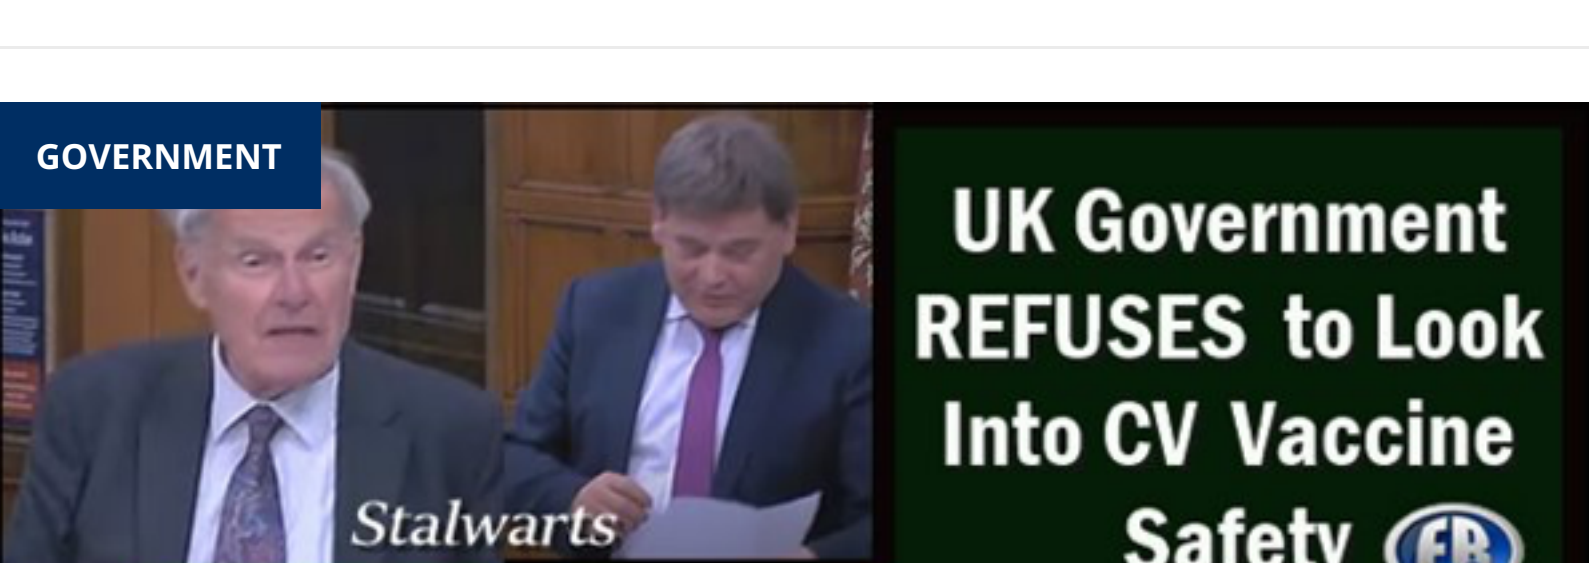 GOVERNMENT
Stalwarts
UK Government
REFUSES to Look
Into CV Vaccine
Safety